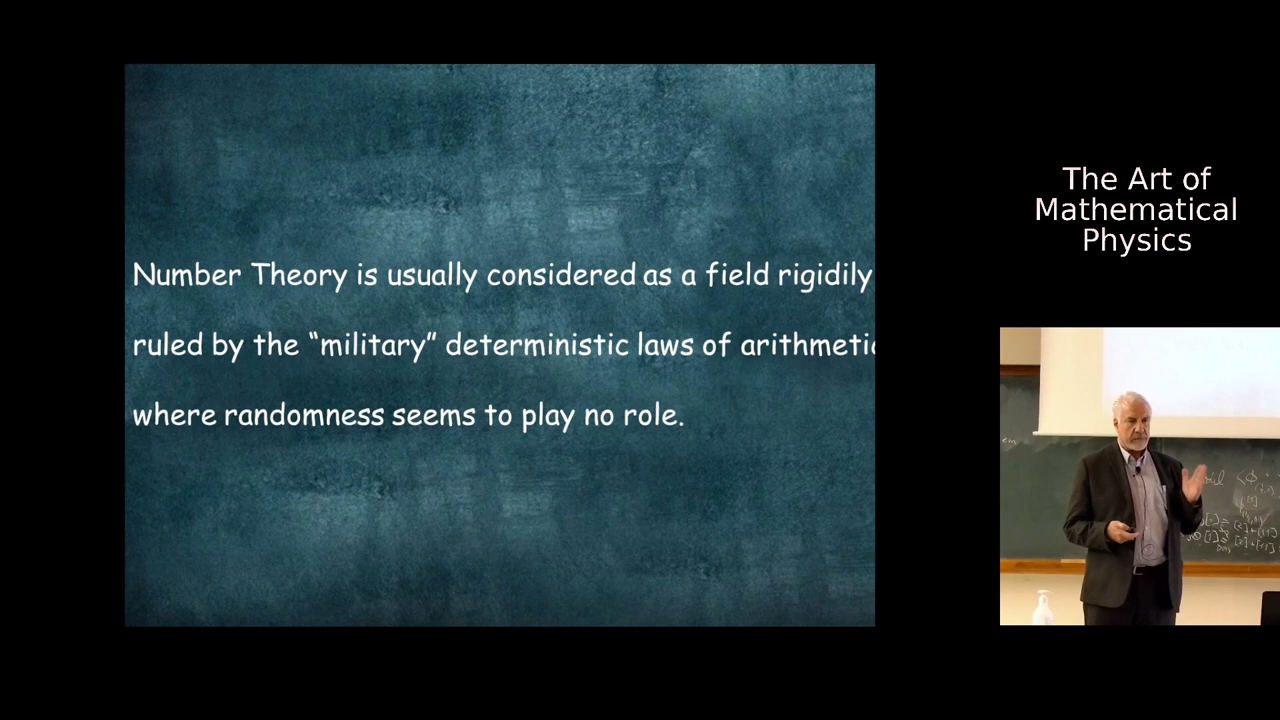 Number Theory is usually considered as a field rigidily
ruled by the “military” deterministic laws of arithmetic
where randomness seems to play no role.
The Art of
Mathematical
Physics